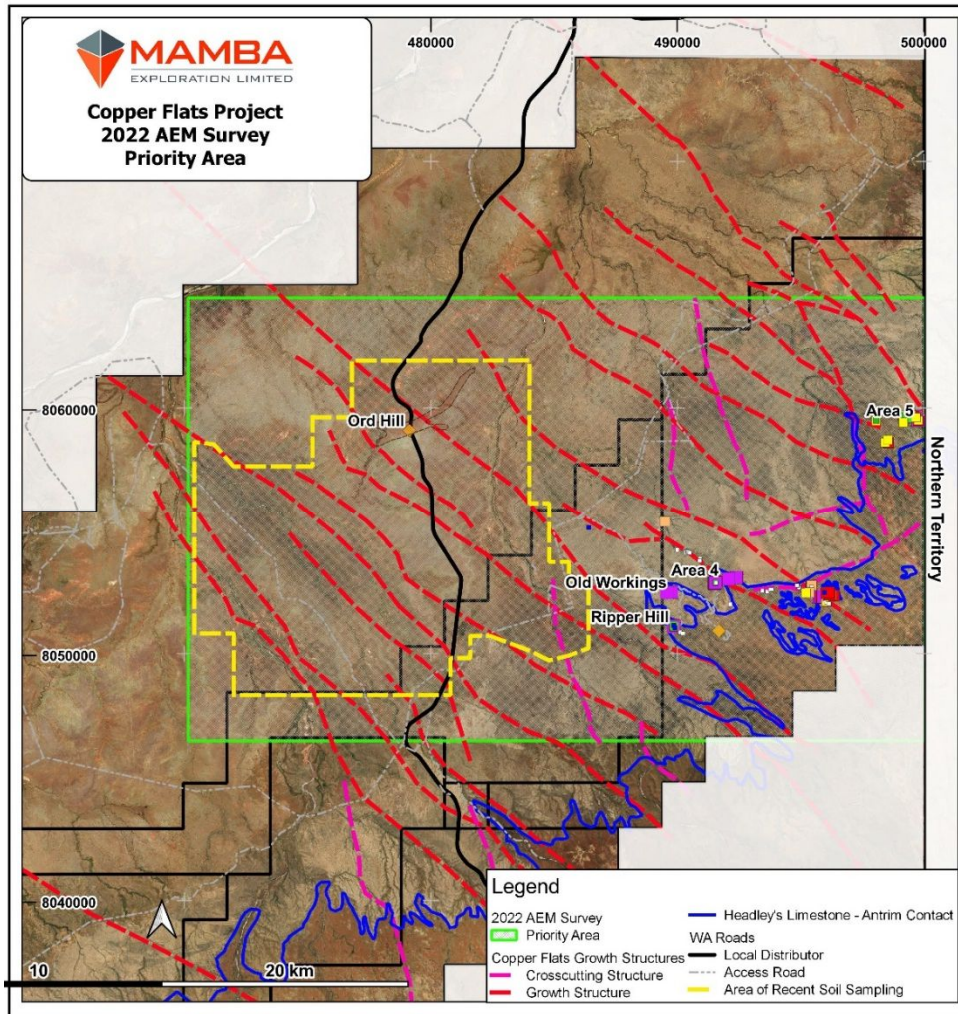 MAMBA
EXPLORATION LIMITED
Copper Flats Project
2022 AEM Survey
Priority Area
480000
490000
500000
8060000
Ord Hill
Area 5
Northern Territory
Area 4
Old Workings
Ripper Hill
8050000
8040000
10
20 km
Legend
2022 AEM Survey
Priority Area
Copper Flats Growth Structures
Crosscutting Structure
Growth Structure
Headley's Limestone - Antrim Contact
WA Roads
Local Distributor
Access Road
Area of Recent Soil Sampling